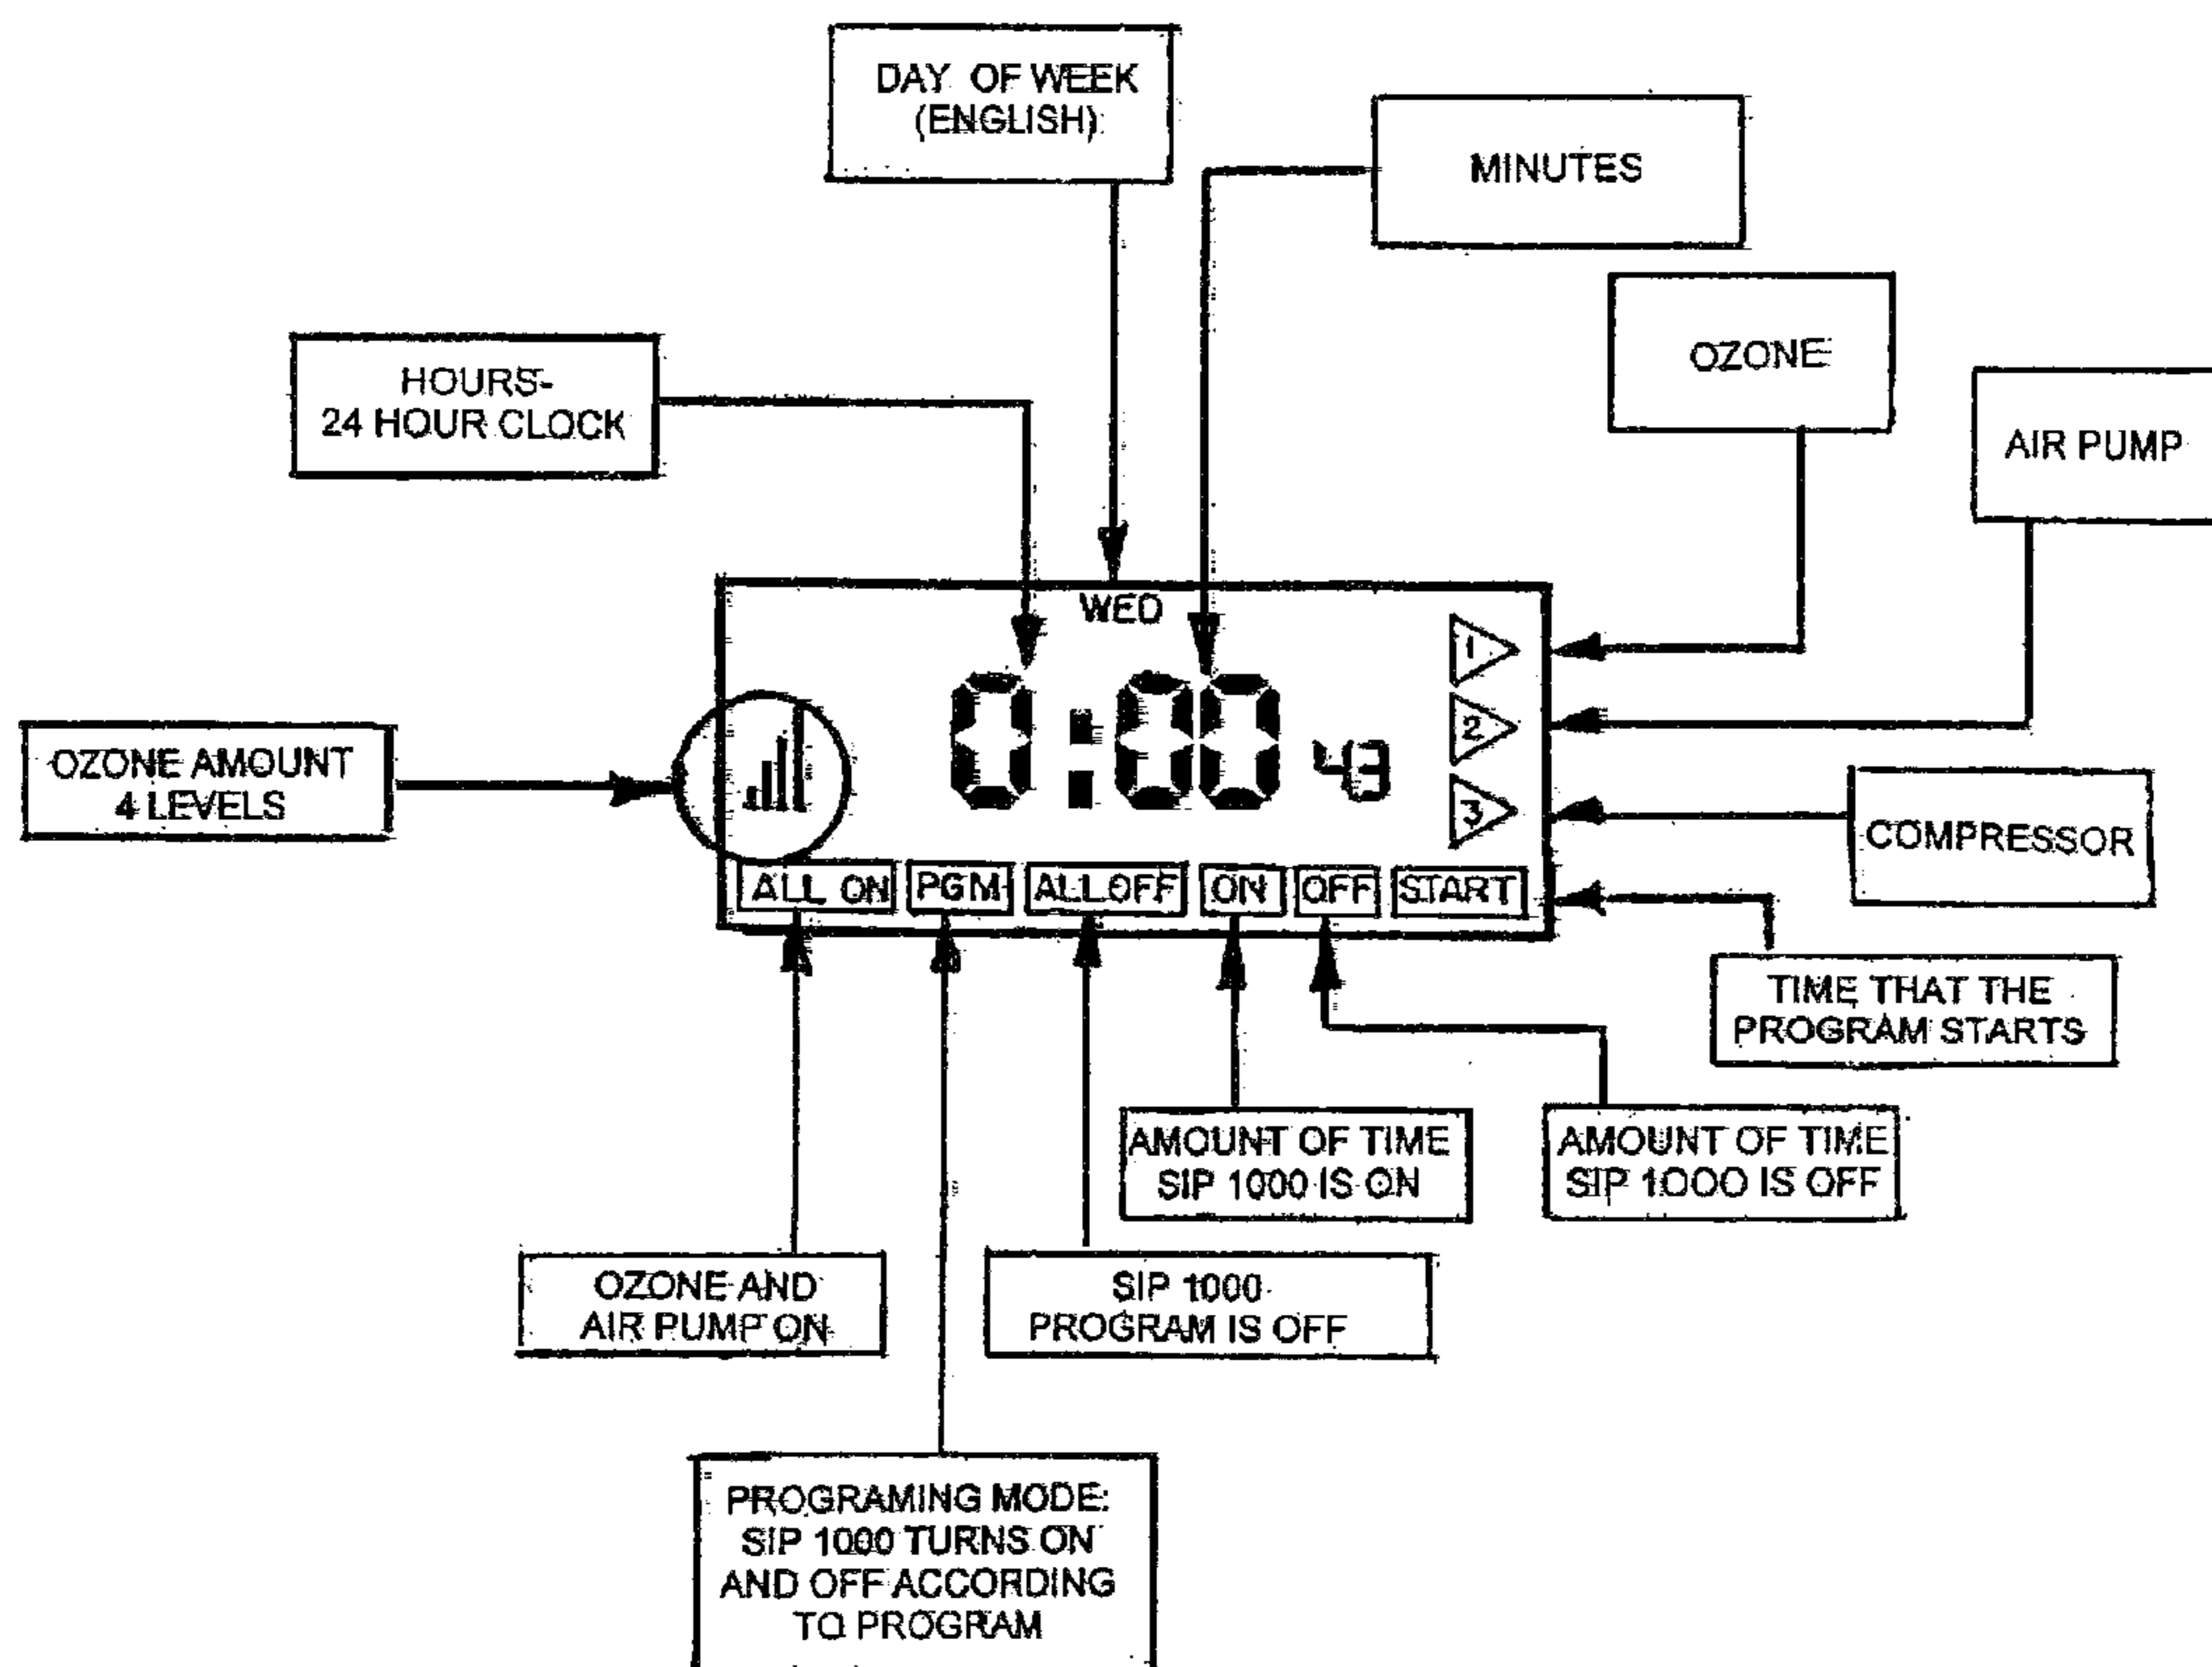 DAY OF WEEK
(ENGLISH)
MINUTES
OZONE
HOURS-
24 HOUR CLOCK
AIR PUMP
WED
0:00 43
1
2
3
OZONE AMOUNT
4 LEVELS
COMPRESSOR
ALL ON PGM ALL OFF ON OFF START
TIME THAT THE
PROGRAM STARTS
AMOUNT OF TIME
SIP 1000 IS ON
AMOUNT OF TIME
SIP 1000 IS OFF
OZONE AND
AIR PUMP ON
SIP 1000
PROGRAM IS OFF
PROGRAMING MODE:
SIP 1000 TURNS ON
AND OFF ACCORDING
TO PROGRAM